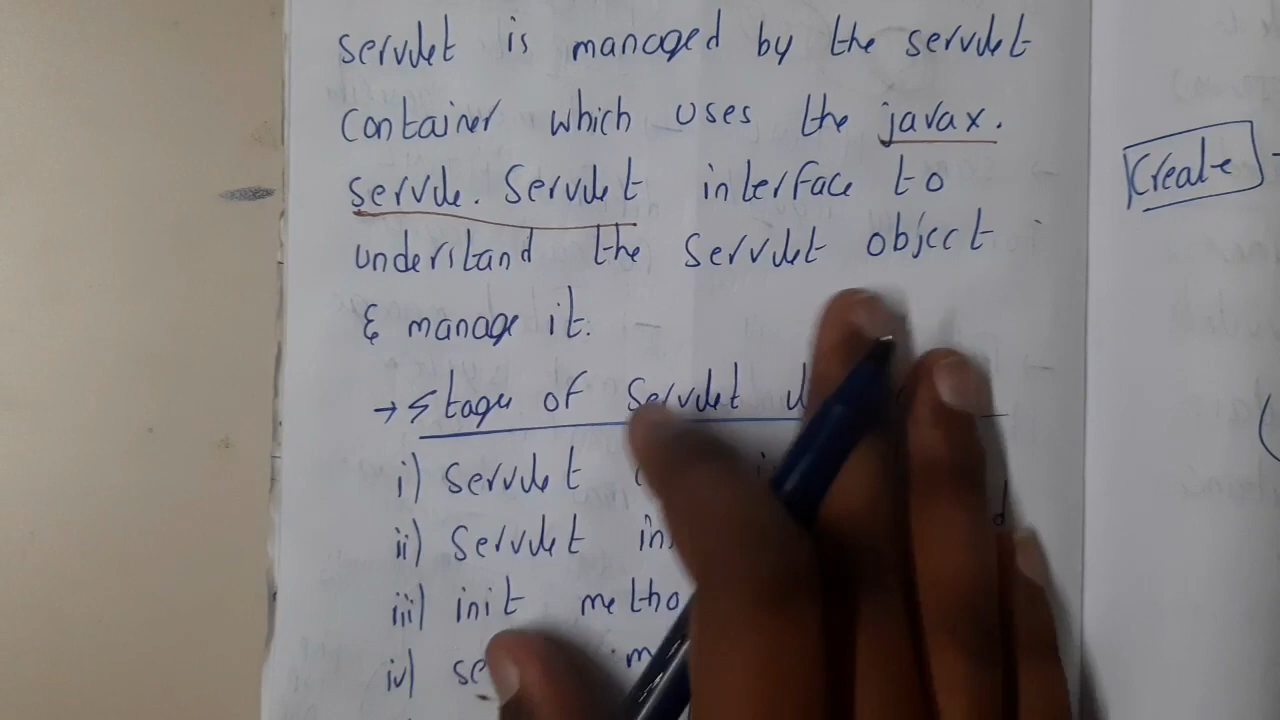 servlet is managed by the servlet
Container which uses the javax.
servle. Servlet interface to
understand the Servlet object
& manage it.
→ Stage of Servlet
i) Servlet
ii) Servlet
iii) init
iv)
Create